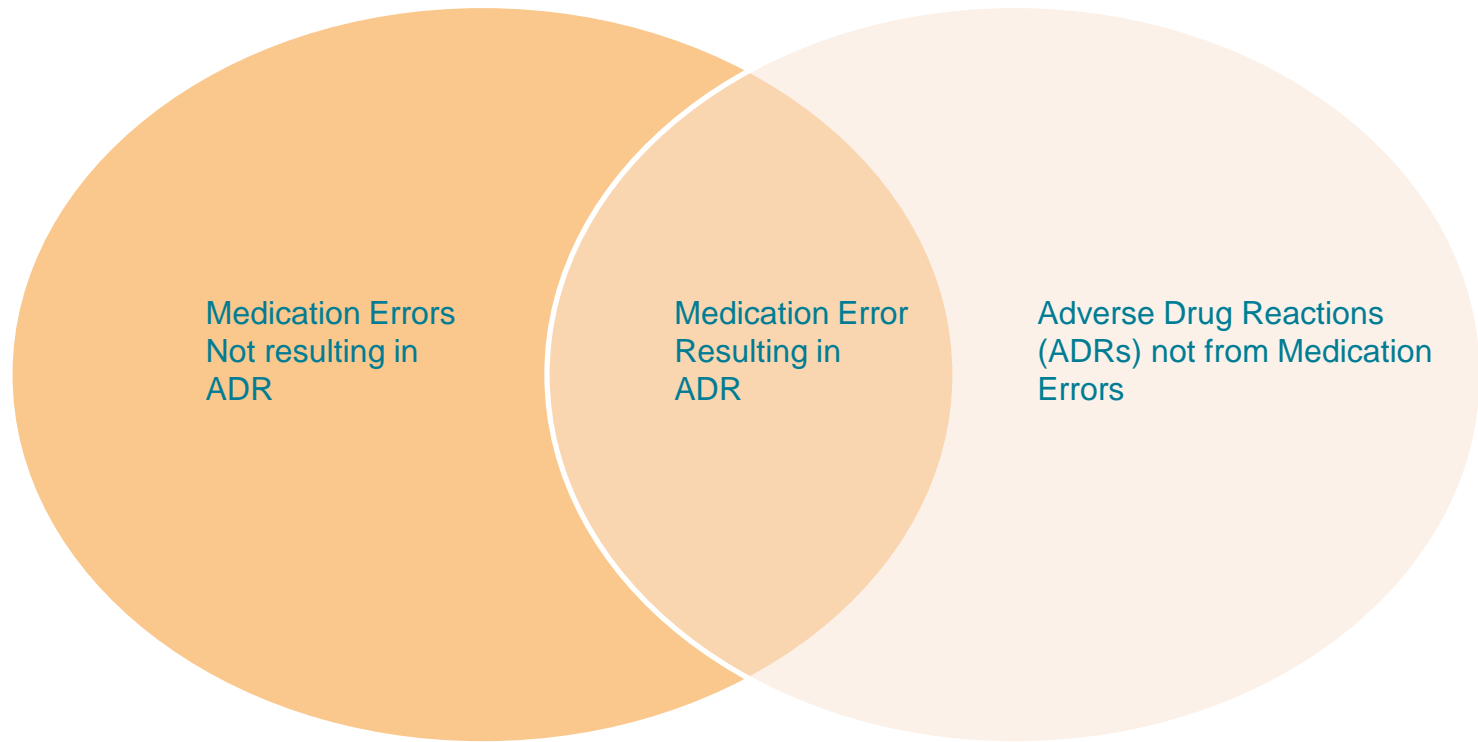 Medication Errors
Not resulting in
ADR
Medication Error
Resulting in
ADR
Adverse Drug Reactions
(ADRs) not from Medication
Errors